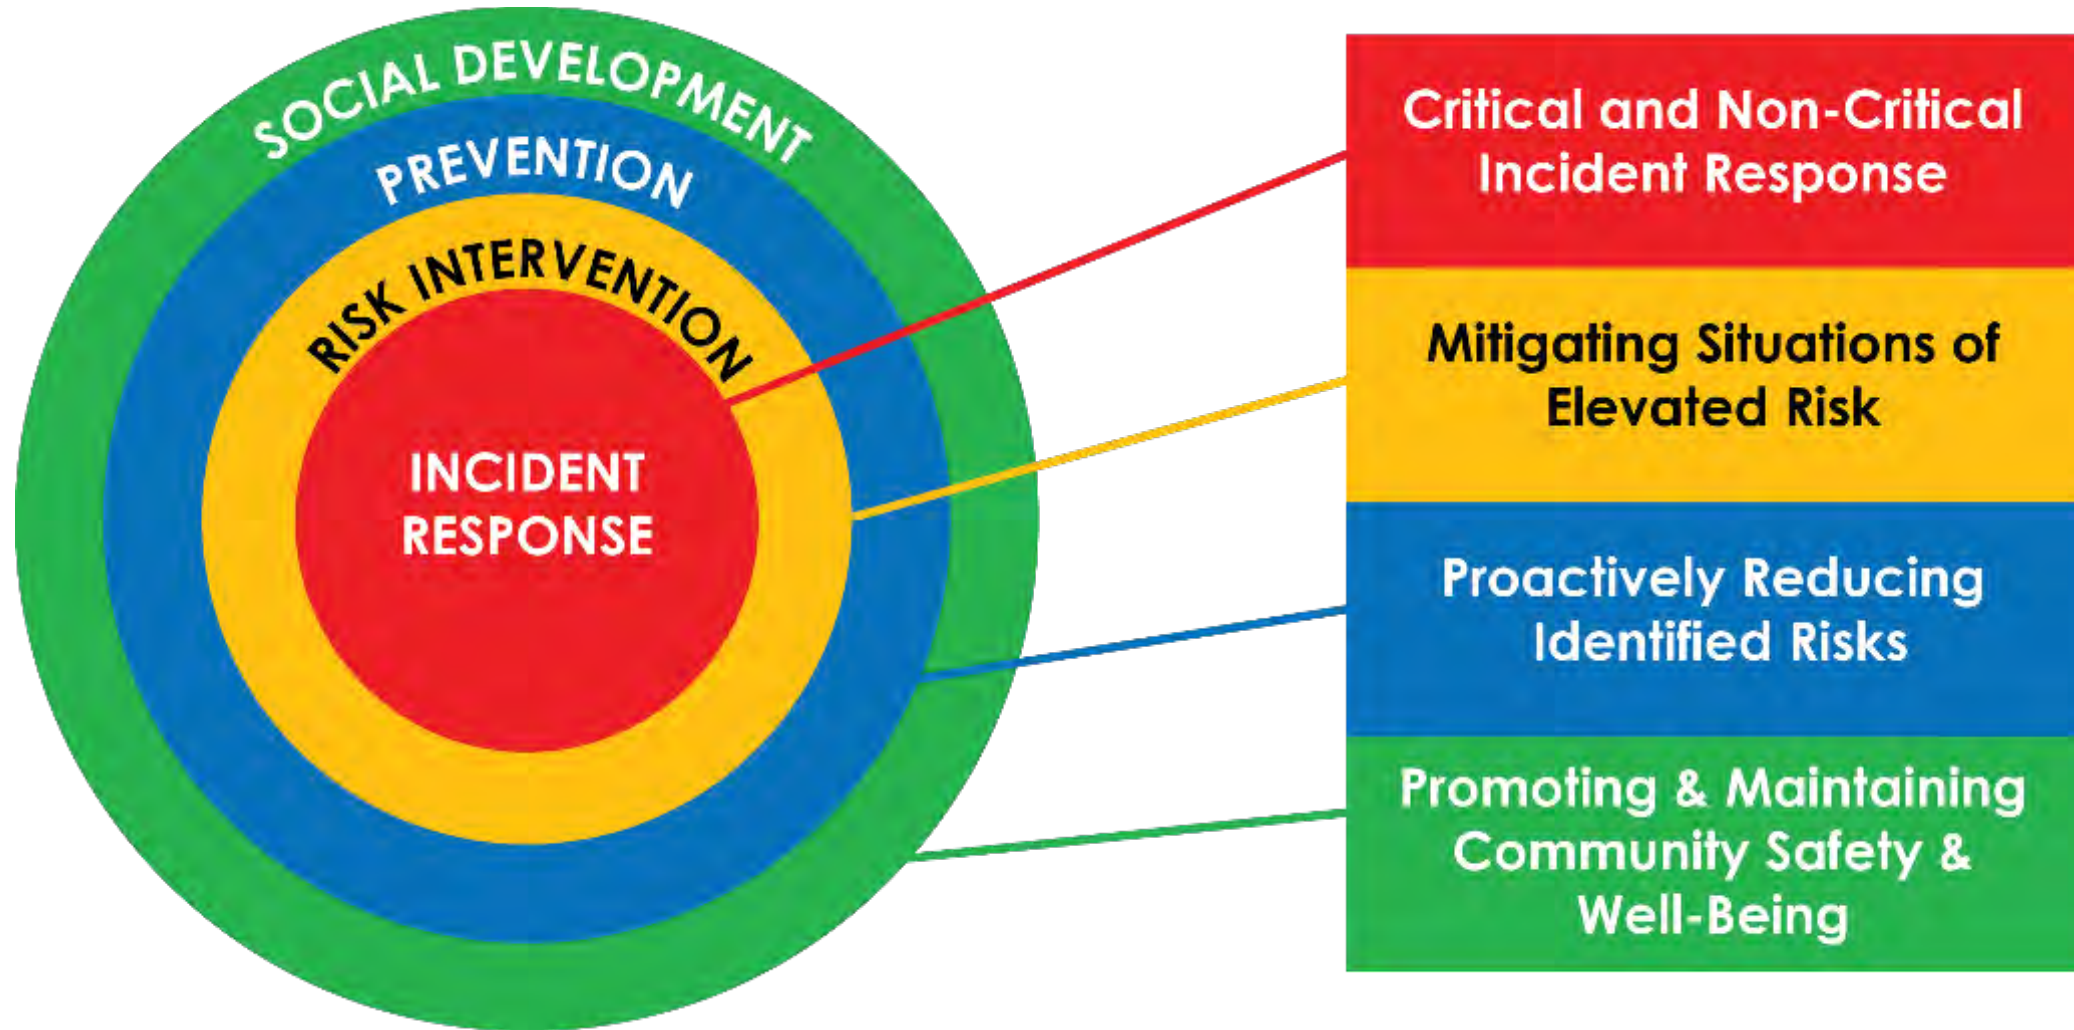 SOCIAL DEVELOPMENT
PREVENTION
RISK INTERVENTION
INCIDENT
RESPONSE
Critical and Non-Critical
Incident Response
Mitigating Situations of
Elevated Risk
Proactively Reducing
Identified Risks
Promoting & Maintaining
Community Safety &
Well-Being